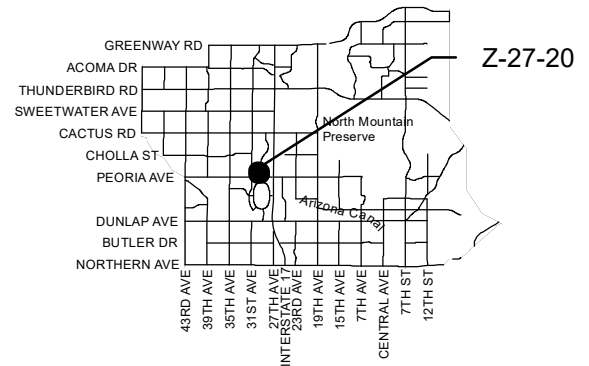 GREENWAY RD
Z-27-20
ACOMA DR
THUNDERBIRD RD
SWEETWATER AVE
North Mountain
Preserve
CACTUS RD
CHOLLA ST
PEORIA AVE
Arizona Canal
DUNLAP AVE
BUTLER DR
NORTHERN AVE
43RD AVE
39TH AVE
35TH AVE
31ST AVE
27TH AVE
INTERSTATE 17
23RD AVE
19TH AVE
15TH AVE
7TH AVE
CENTRAL AVE
7TH ST
12TH ST